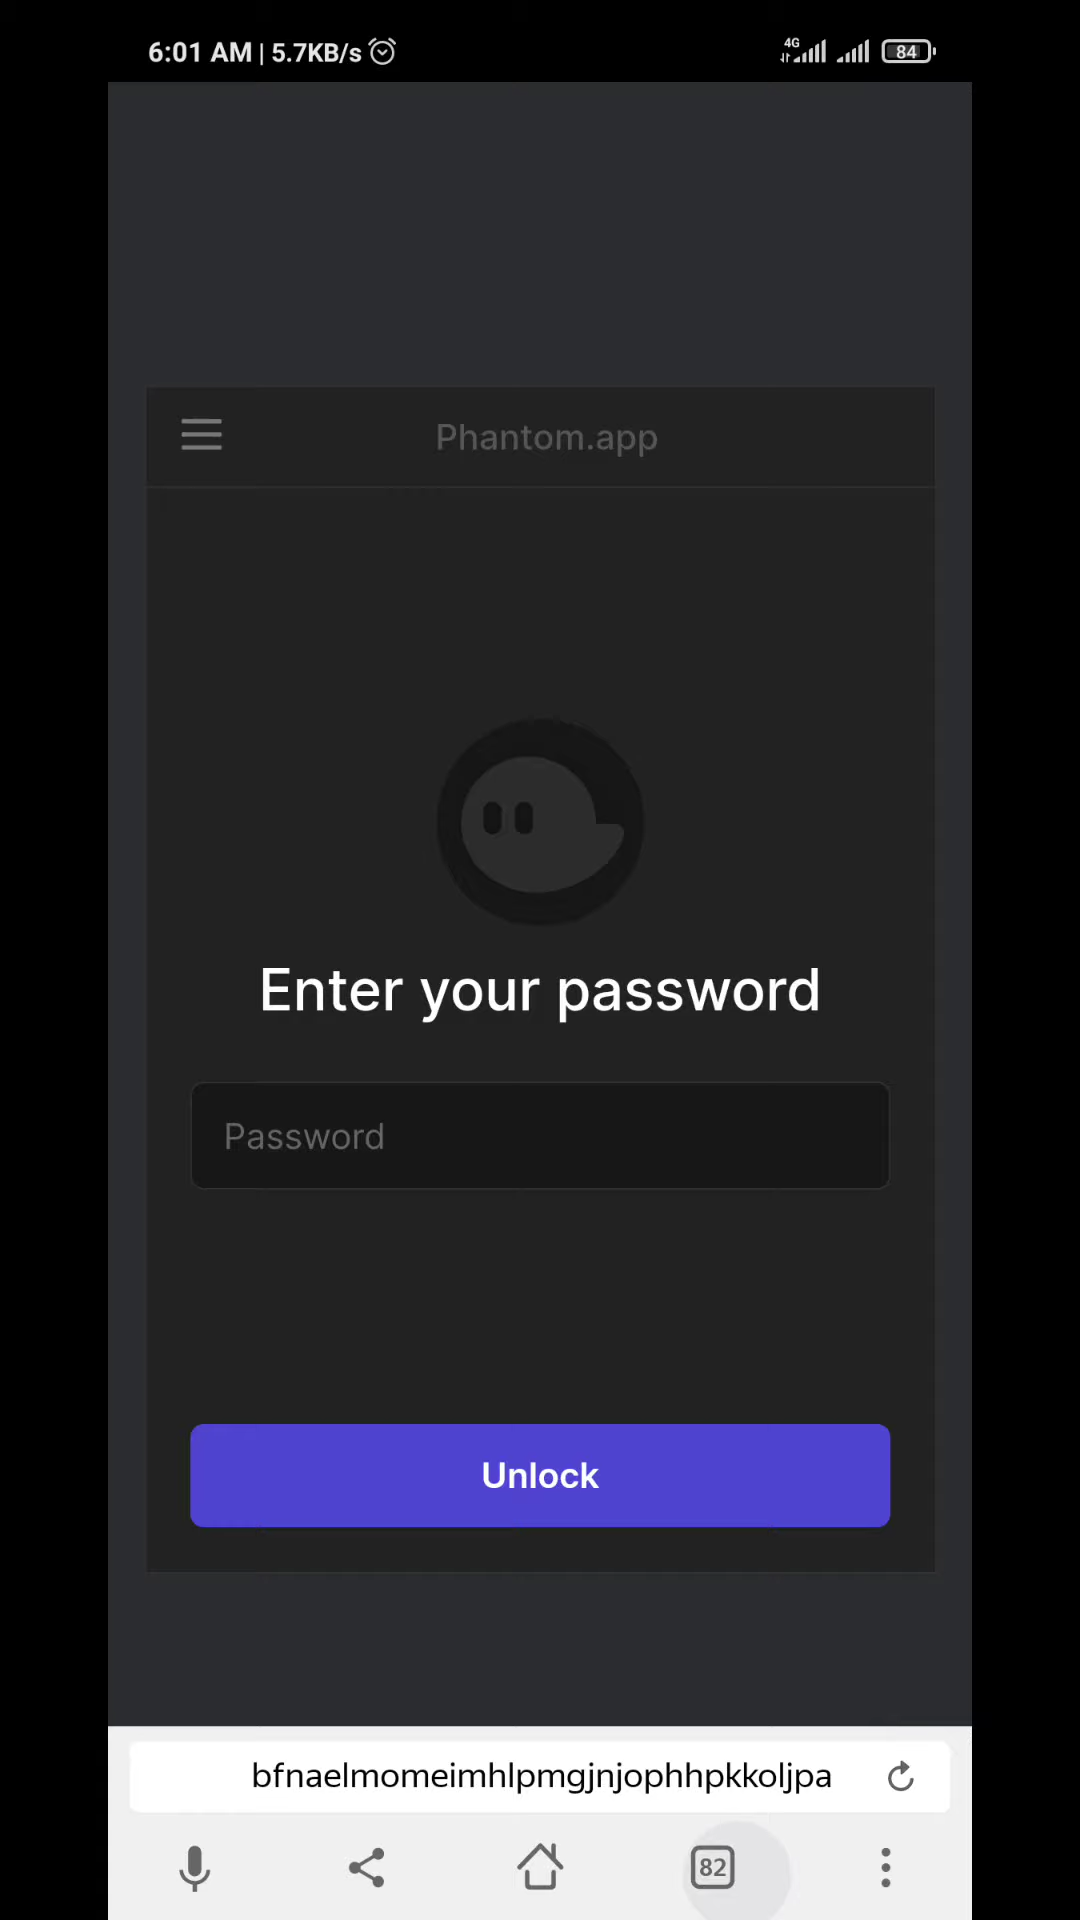 6:01 AM | 5.7KB/s
4G
84
Phantom.app
Enter your password
Password
Unlock
bfnaelmomeimhlpmgjnjophhpkkoljpa
82